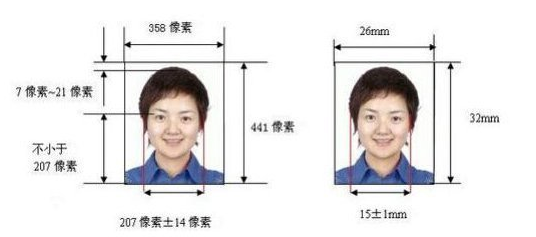 358 像素
7 像素~21 像素
不小于
207 像素
441 像素
207 像素±14 像素
26mm
32mm
15±1mm